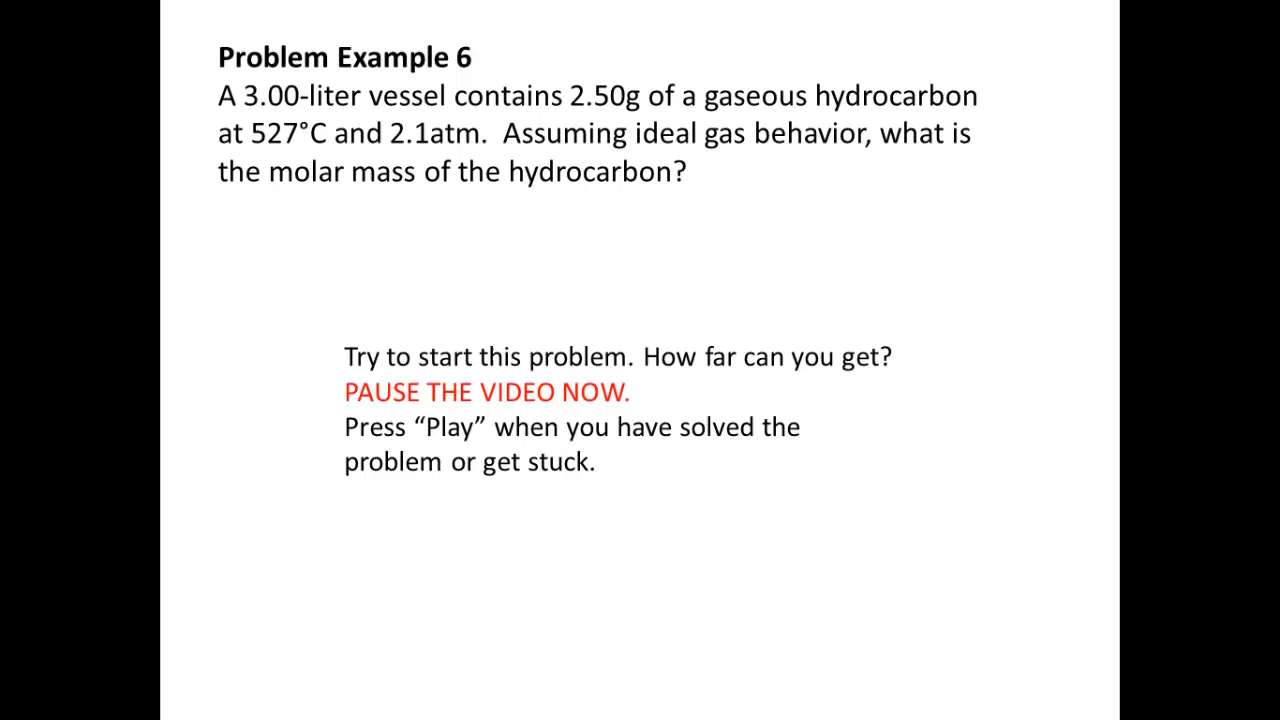 Problem Example 6
A 3.00-liter vessel contains 2.50g of a gaseous hydrocarbon
at 527°C and 2.1atm.  Assuming ideal gas behavior, what is
the molar mass of the hydrocarbon?
Try to start this problem. How far can you get?
PAUSE THE VIDEO NOW.
Press “Play” when you have solved the
problem or get stuck.